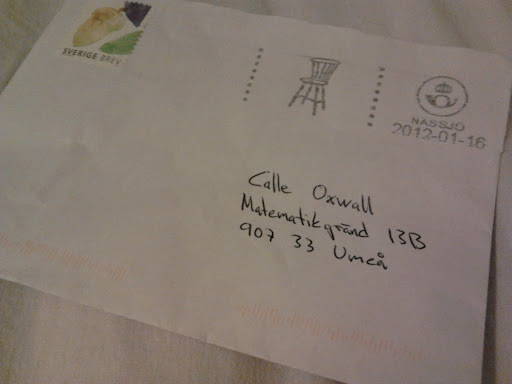 SVERIGE BREV
NÄSSJÖ
2012-01-16
Calle Oxwall
Matematikgränd 13B
907 33 Umeå